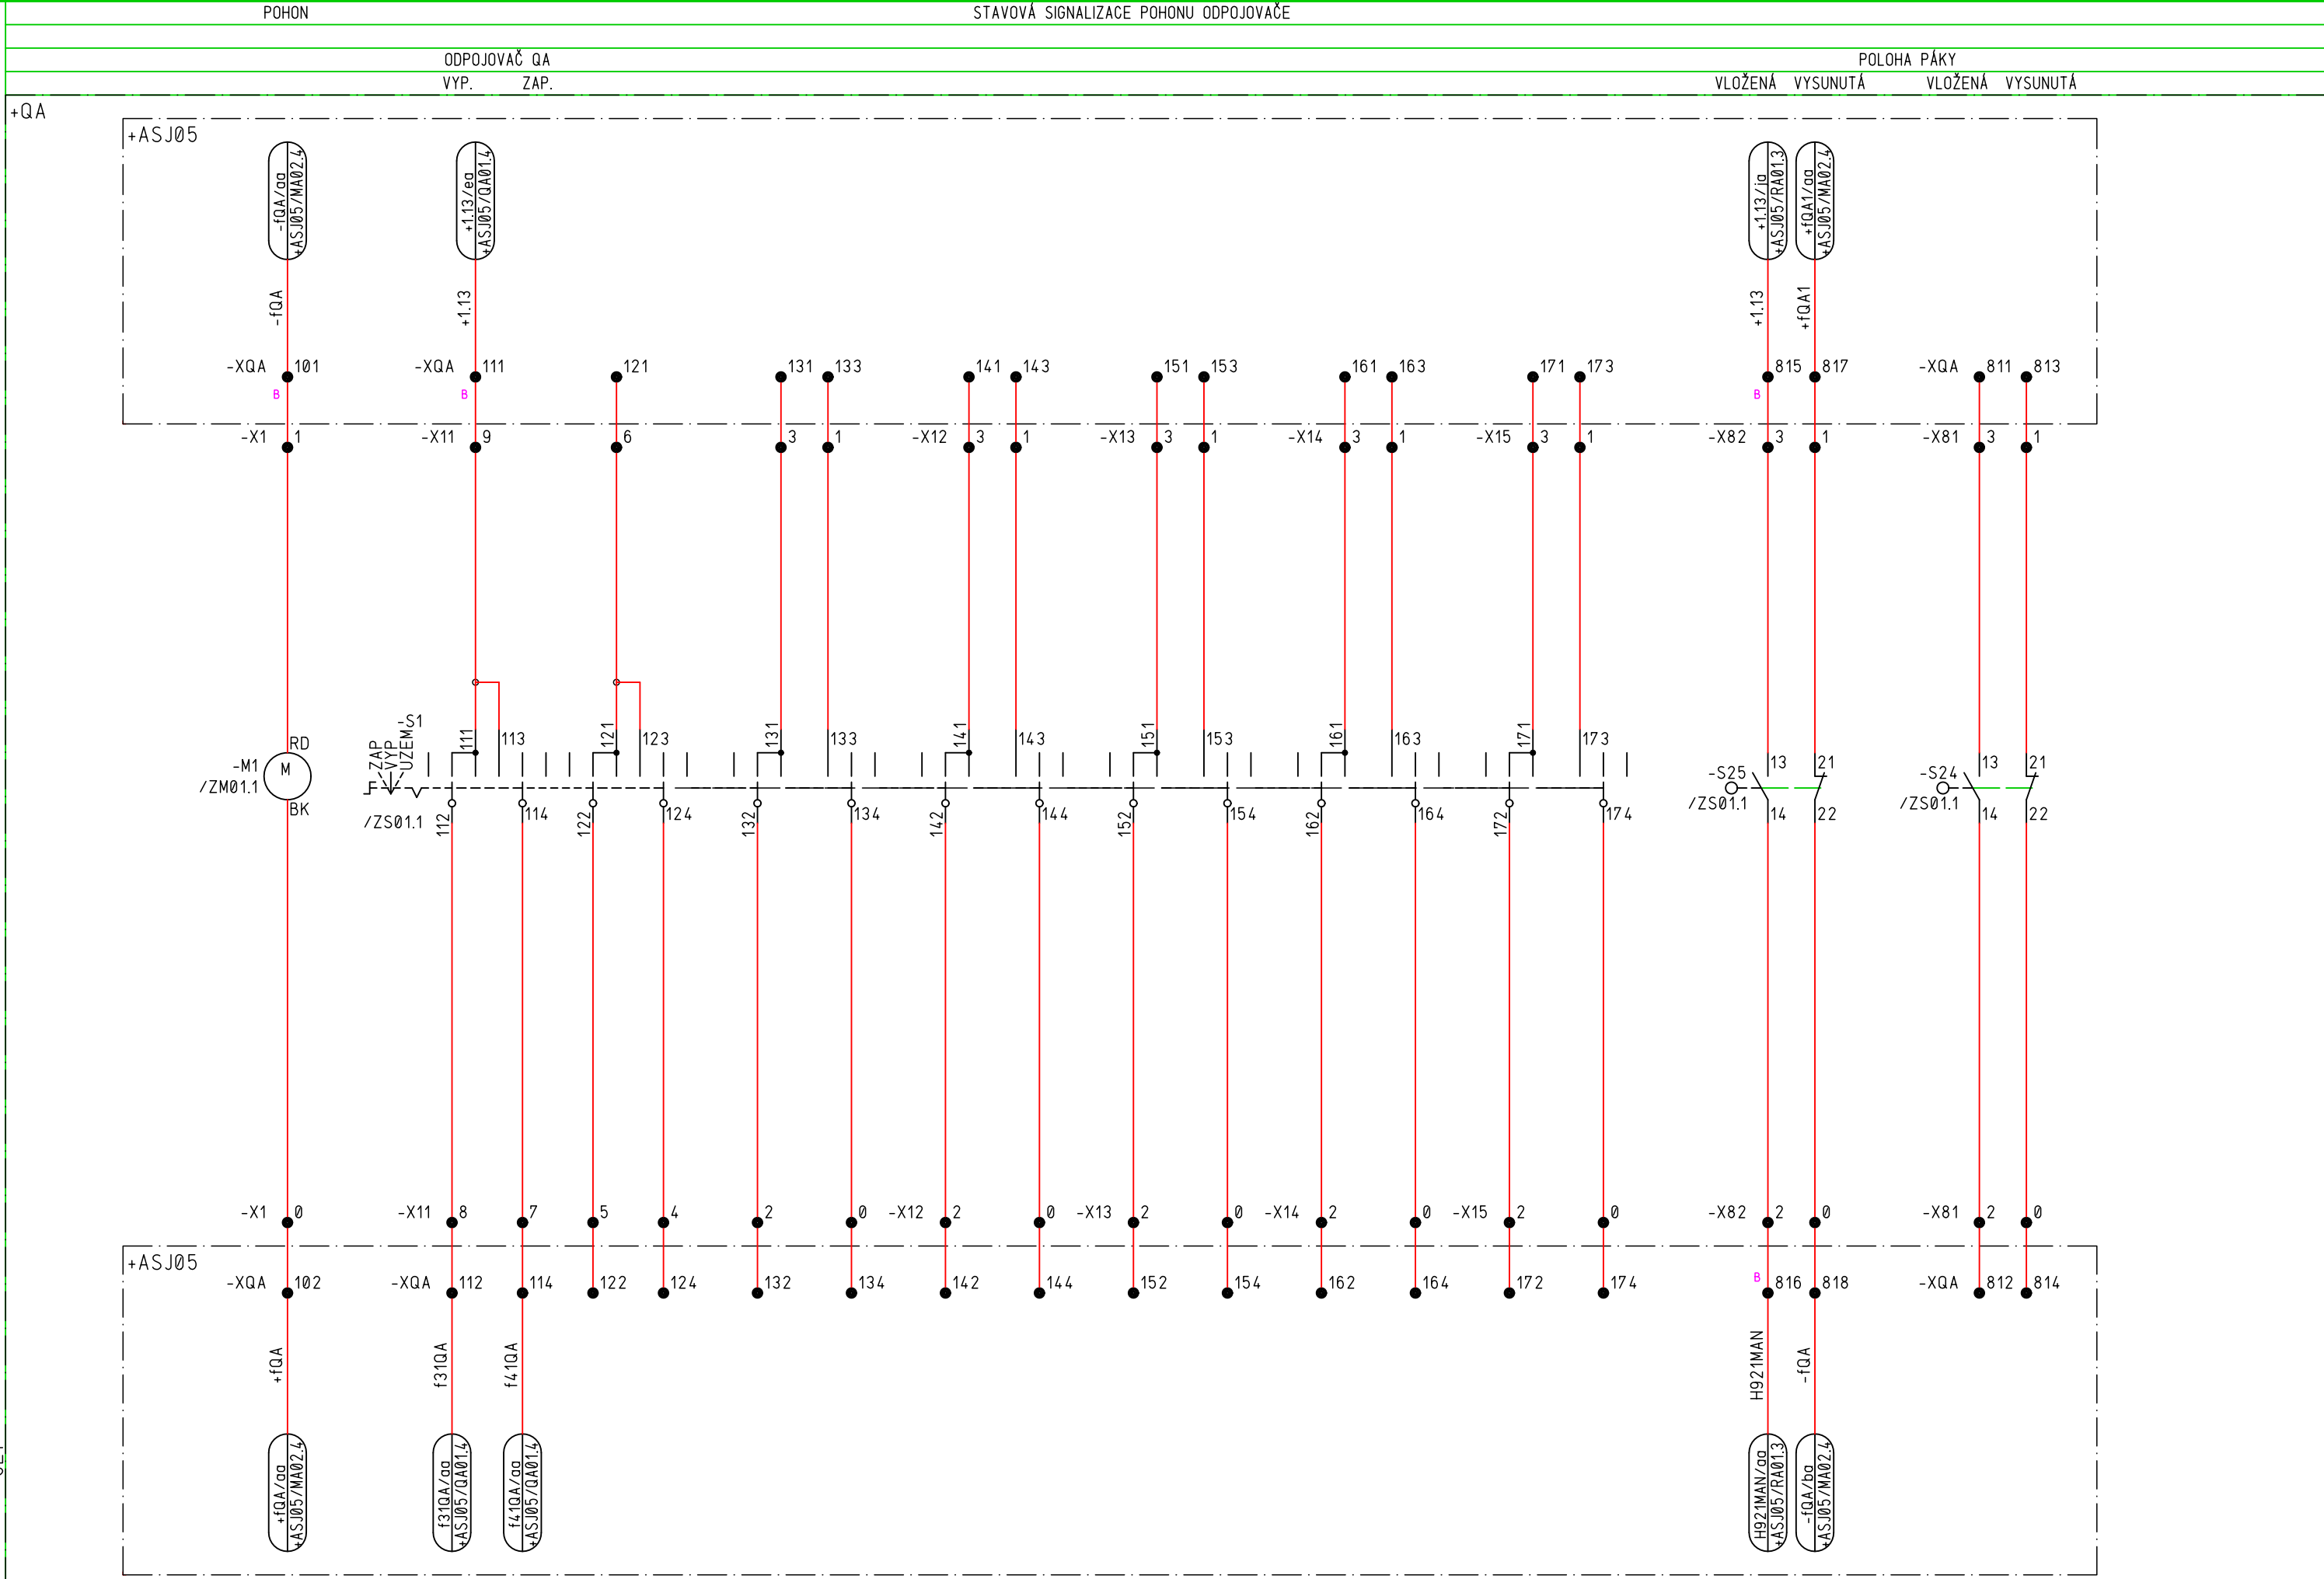 POHON STAVOVÁ SIGNALIZACE POHONU ODPOJOVAČE
ODPOJOVAČ QA POLOHA PÁKY
VYP. ZAP. VLOŽENÁ VYSUNUTÁ VLOŽENÁ VYSUNUTÁ
+QA
+ASJ05
-fQA/aa
+ASJ05/MA02.4
+1.13/ea
+ASJ05/QA01.4
+1.13/ja
+ASJ05/RA01.3
+fQA1/aa
+ASJ05/MA02.4
-fQA +1.13 +1.13 +fQA1
-XQA 101 -XQA 111 121 131 133 141 143 151 153 161 163 171 173 815 817 -XQA 811 813
B B B
-X1 1 -X11 9 6 3 1 -X12 3 1 -X13 3 1 -X14 3 1 -X15 3 1 -X82 3 1 -X81 3 1
ZAP
VYP
UZEM
-S1
111 113 121 123 131 133 141 143 151 153 161 163 171 173
RD
-M1 M
/ZM01.1
BK
13 21 13 21
-S25 -S24
/ZS01.1 /ZS01.1
14 22 14 22
/ZS01.1
112 114 122 124 132 134 142 144 152 154 162 164 172 174
-X1 0 -X11 8 7 5 4 2 0 -X12 2 0 -X13 2 0 -X14 2 0 -X15 2 0 -X82 2 0 -X81 2 0
+ASJ05
B
-XQA 102 -XQA 112 114 122 124 132 134 142 144 152 154 162 164 172 174 816 818 -XQA 812 814
+fQA f31QA f41QA H921MAN -fQA
+fQA/aa
+ASJ05/MA02.4
f31QA/aa
+ASJ05/QA01.4
f41QA/aa
+ASJ05/QA01.4
H921MAN/aa
+ASJ05/RA01.3
-fQA/ba
+ASJ05/MA02.4